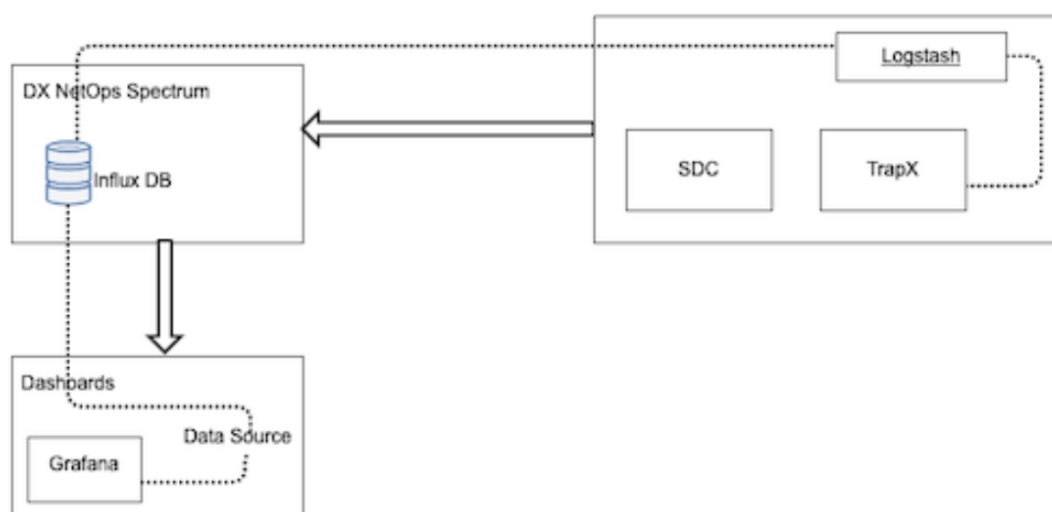 Logstash
DX NetOps Spectrum
SDC
TrapX
Influx DB
Dashboards
Data Source
Grafana